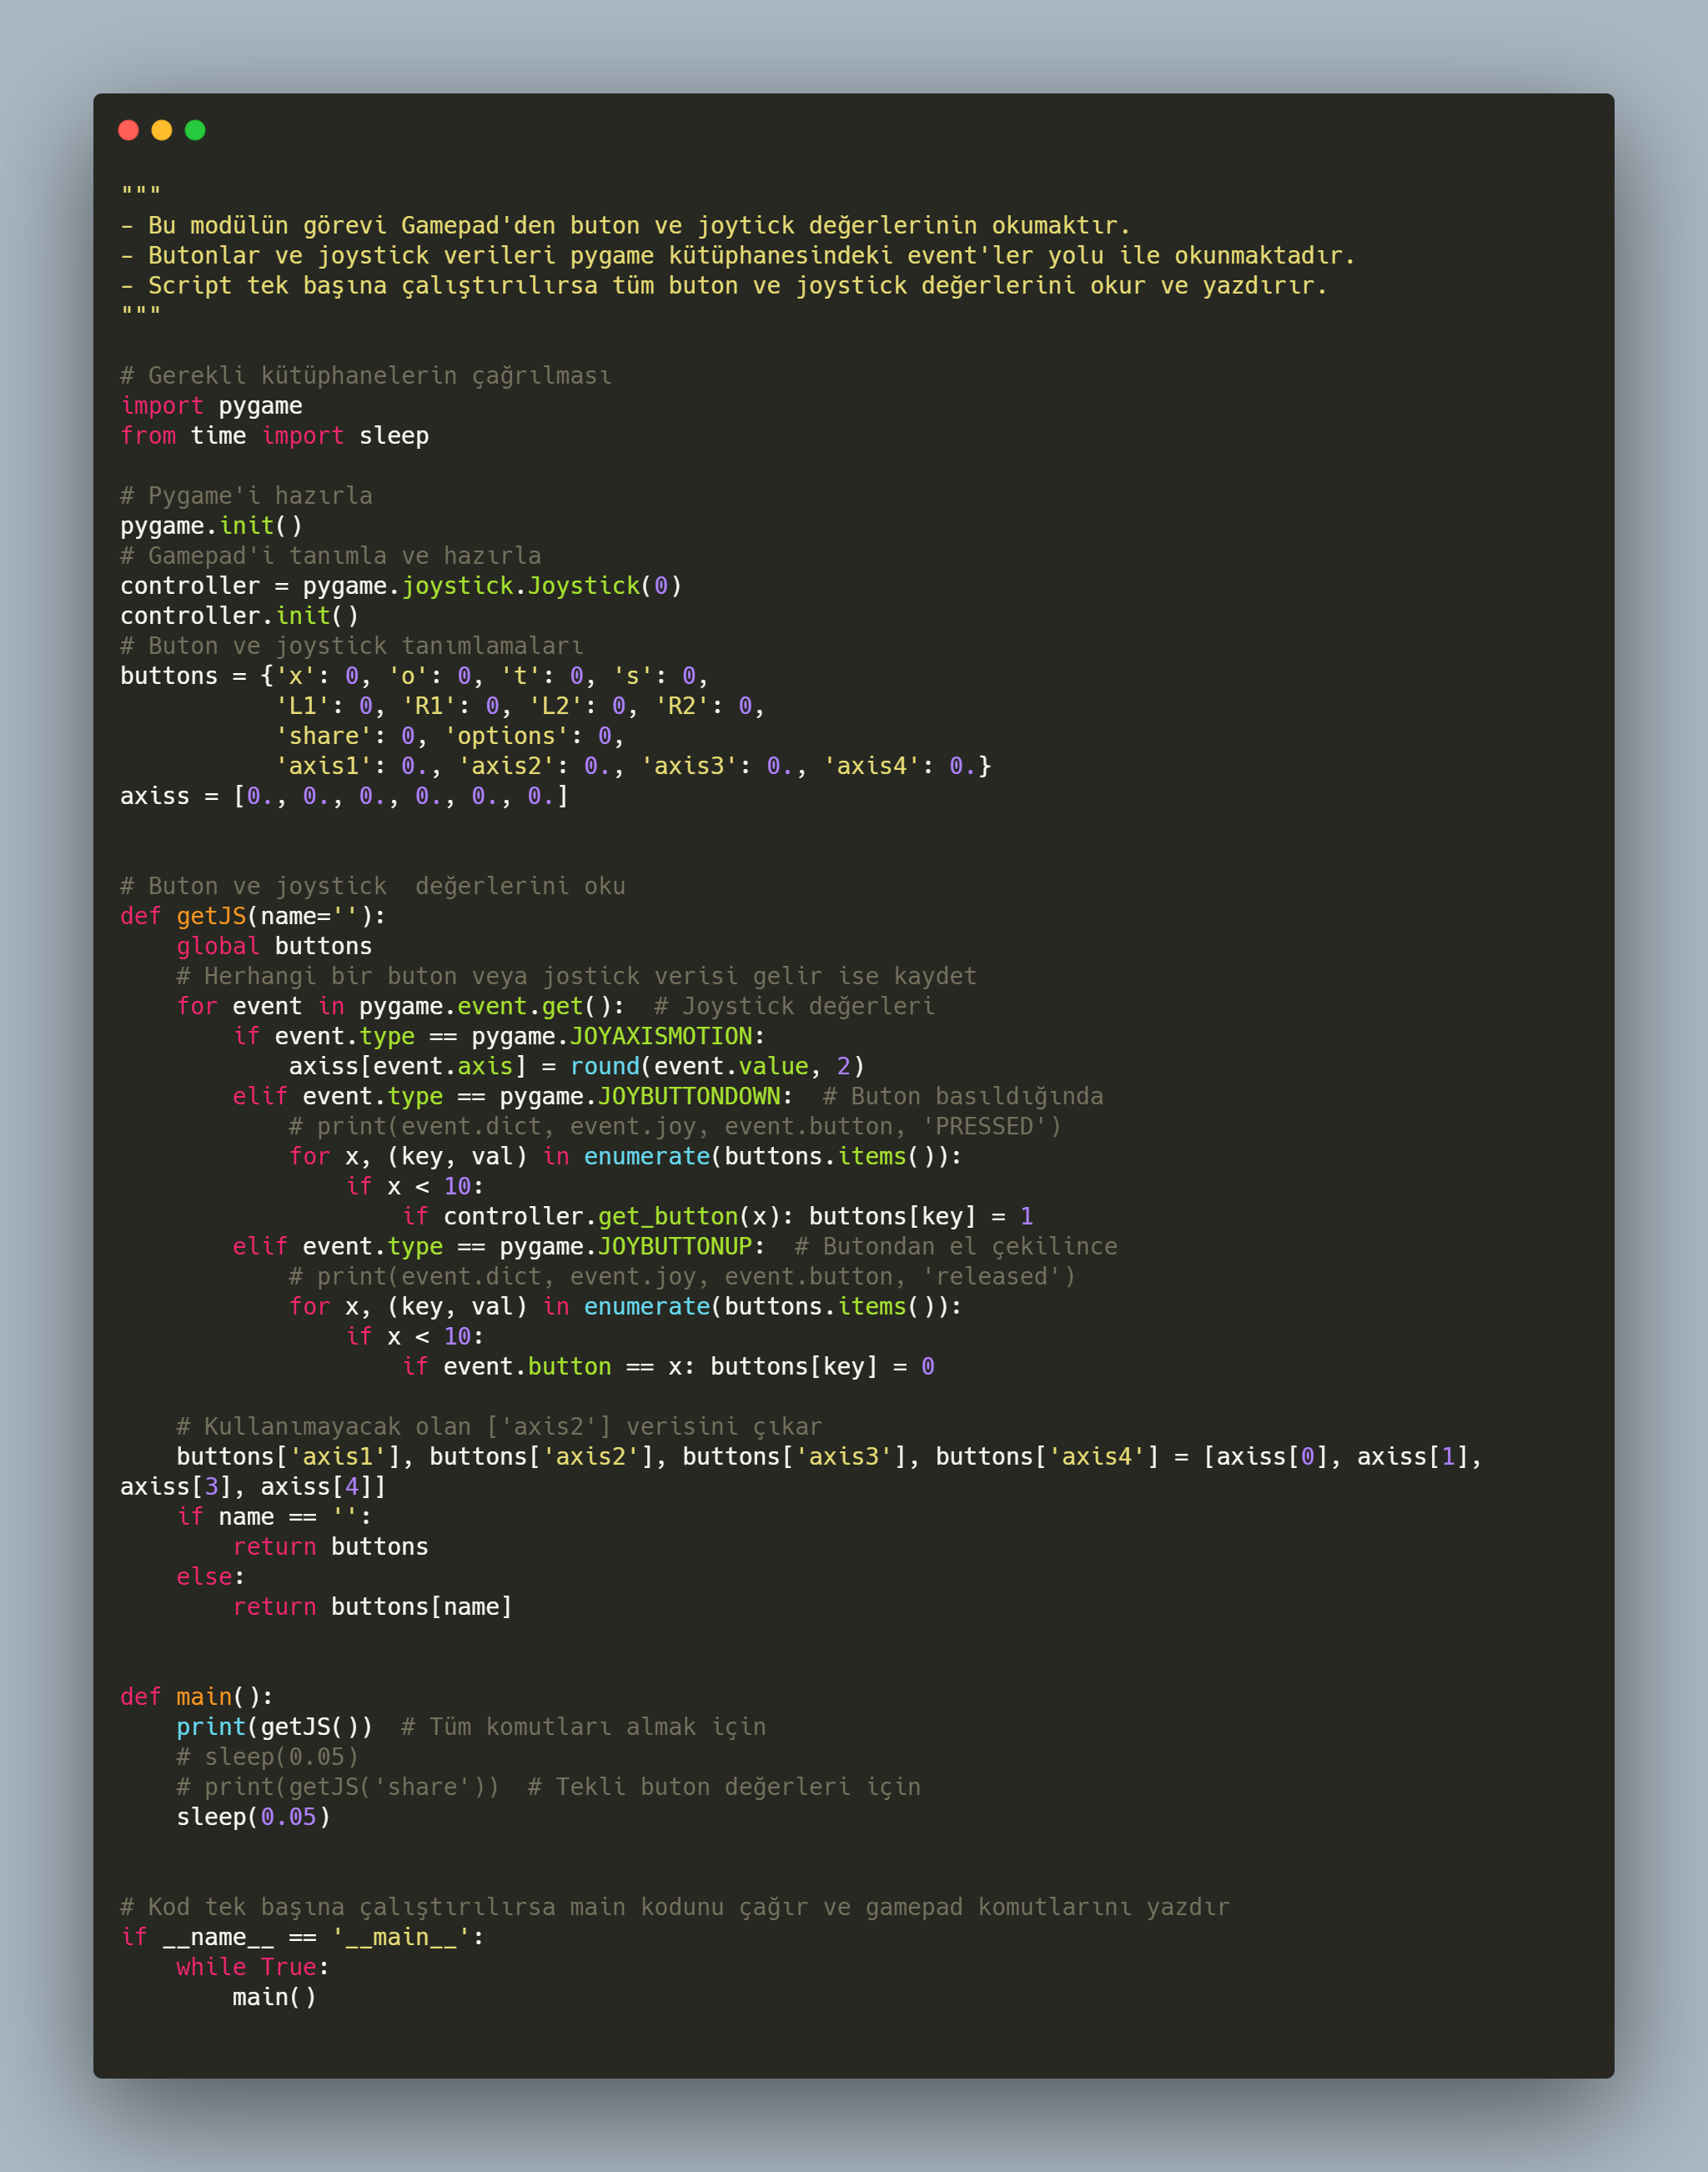 """
- Bu modülün görevi Gamepad'den buton ve joytick değerlerinin okumaktır.
- Butonlar ve joystick verileri pygame kütüphanesindeki event'ler yolu ile okunmaktadır.
- Script tek başına çalıştırılırsa tüm buton ve joystick değerlerini okur ve yazdırır.
"""

# Gerekli kütüphanelerin çağrılması
import pygame
from time import sleep

# Pygame'i hazırla
pygame.init()
# Gamepad'i tanımla ve hazırla
controller = pygame.joystick.Joystick(0)
controller.init()
# Buton ve joystick tanımlamaları
buttons = {'x': 0, 'o': 0, 't': 0, 's': 0,
           'L1': 0, 'R1': 0, 'L2': 0, 'R2': 0,
           'share': 0, 'options': 0,
           'axis1': 0., 'axis2': 0., 'axis3': 0., 'axis4': 0.}
axiss = [0., 0., 0., 0., 0., 0.]


# Buton ve joystick  değerlerini oku
def getJS(name=''):
    global buttons
    # Herhangi bir buton veya jostick verisi gelir ise kaydet
    for event in pygame.event.get():  # Joystick değerleri
        if event.type == pygame.JOYAXISMOTION:
            axiss[event.axis] = round(event.value, 2)
        elif event.type == pygame.JOYBUTTONDOWN:  # Buton basıldığında
            # print(event.dict, event.joy, event.button, 'PRESSED')
            for x, (key, val) in enumerate(buttons.items()):
                if x < 10:
                    if controller.get_button(x): buttons[key] = 1
        elif event.type == pygame.JOYBUTTONUP:  # Butondan el çekilince
            # print(event.dict, event.joy, event.button, 'released')
            for x, (key, val) in enumerate(buttons.items()):
                if x < 10:
                    if event.button == x: buttons[key] = 0

    # Kullanımayacak olan ['axis2'] verisini çıkar
    buttons['axis1'], buttons['axis2'], buttons['axis3'], buttons['axis4'] = [axiss[0], axiss[1],
axiss[3], axiss[4]]
    if name == '':
        return buttons
    else:
        return buttons[name]


def main():
    print(getJS())  # Tüm komutları almak için
    # sleep(0.05)
    # print(getJS('share'))  # Tekli buton değerleri için
    sleep(0.05)


# Kod tek başına çalıştırılırsa main kodunu çağır ve gamepad komutlarını yazdır
if __name__ == '__main__':
    while True:
        main()